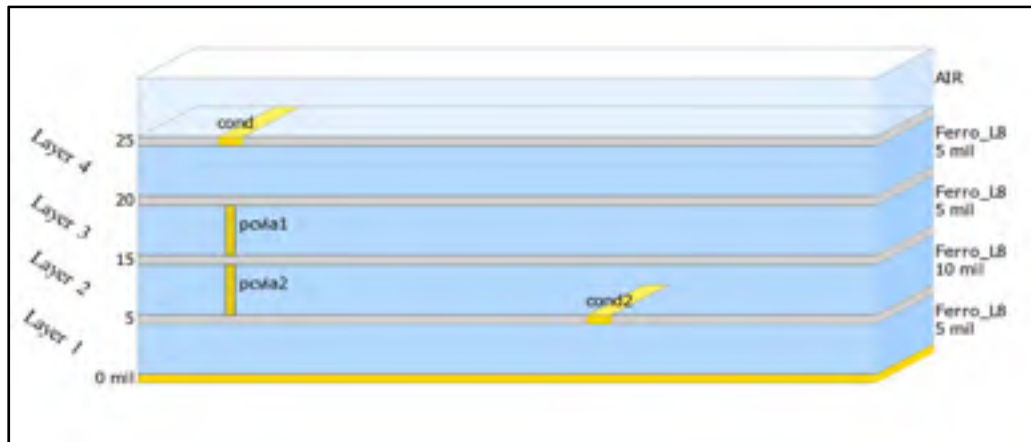 AIR
cond
Layer 4
25
Ferro_L8
5 mil
20
Ferro_L8
5 mil
Layer 3
pcvia1
15
Ferro_L8
10 mil
Layer 2
pcvia2
cond2
5
Ferro_L8
5 mil
Layer 1
0 mil